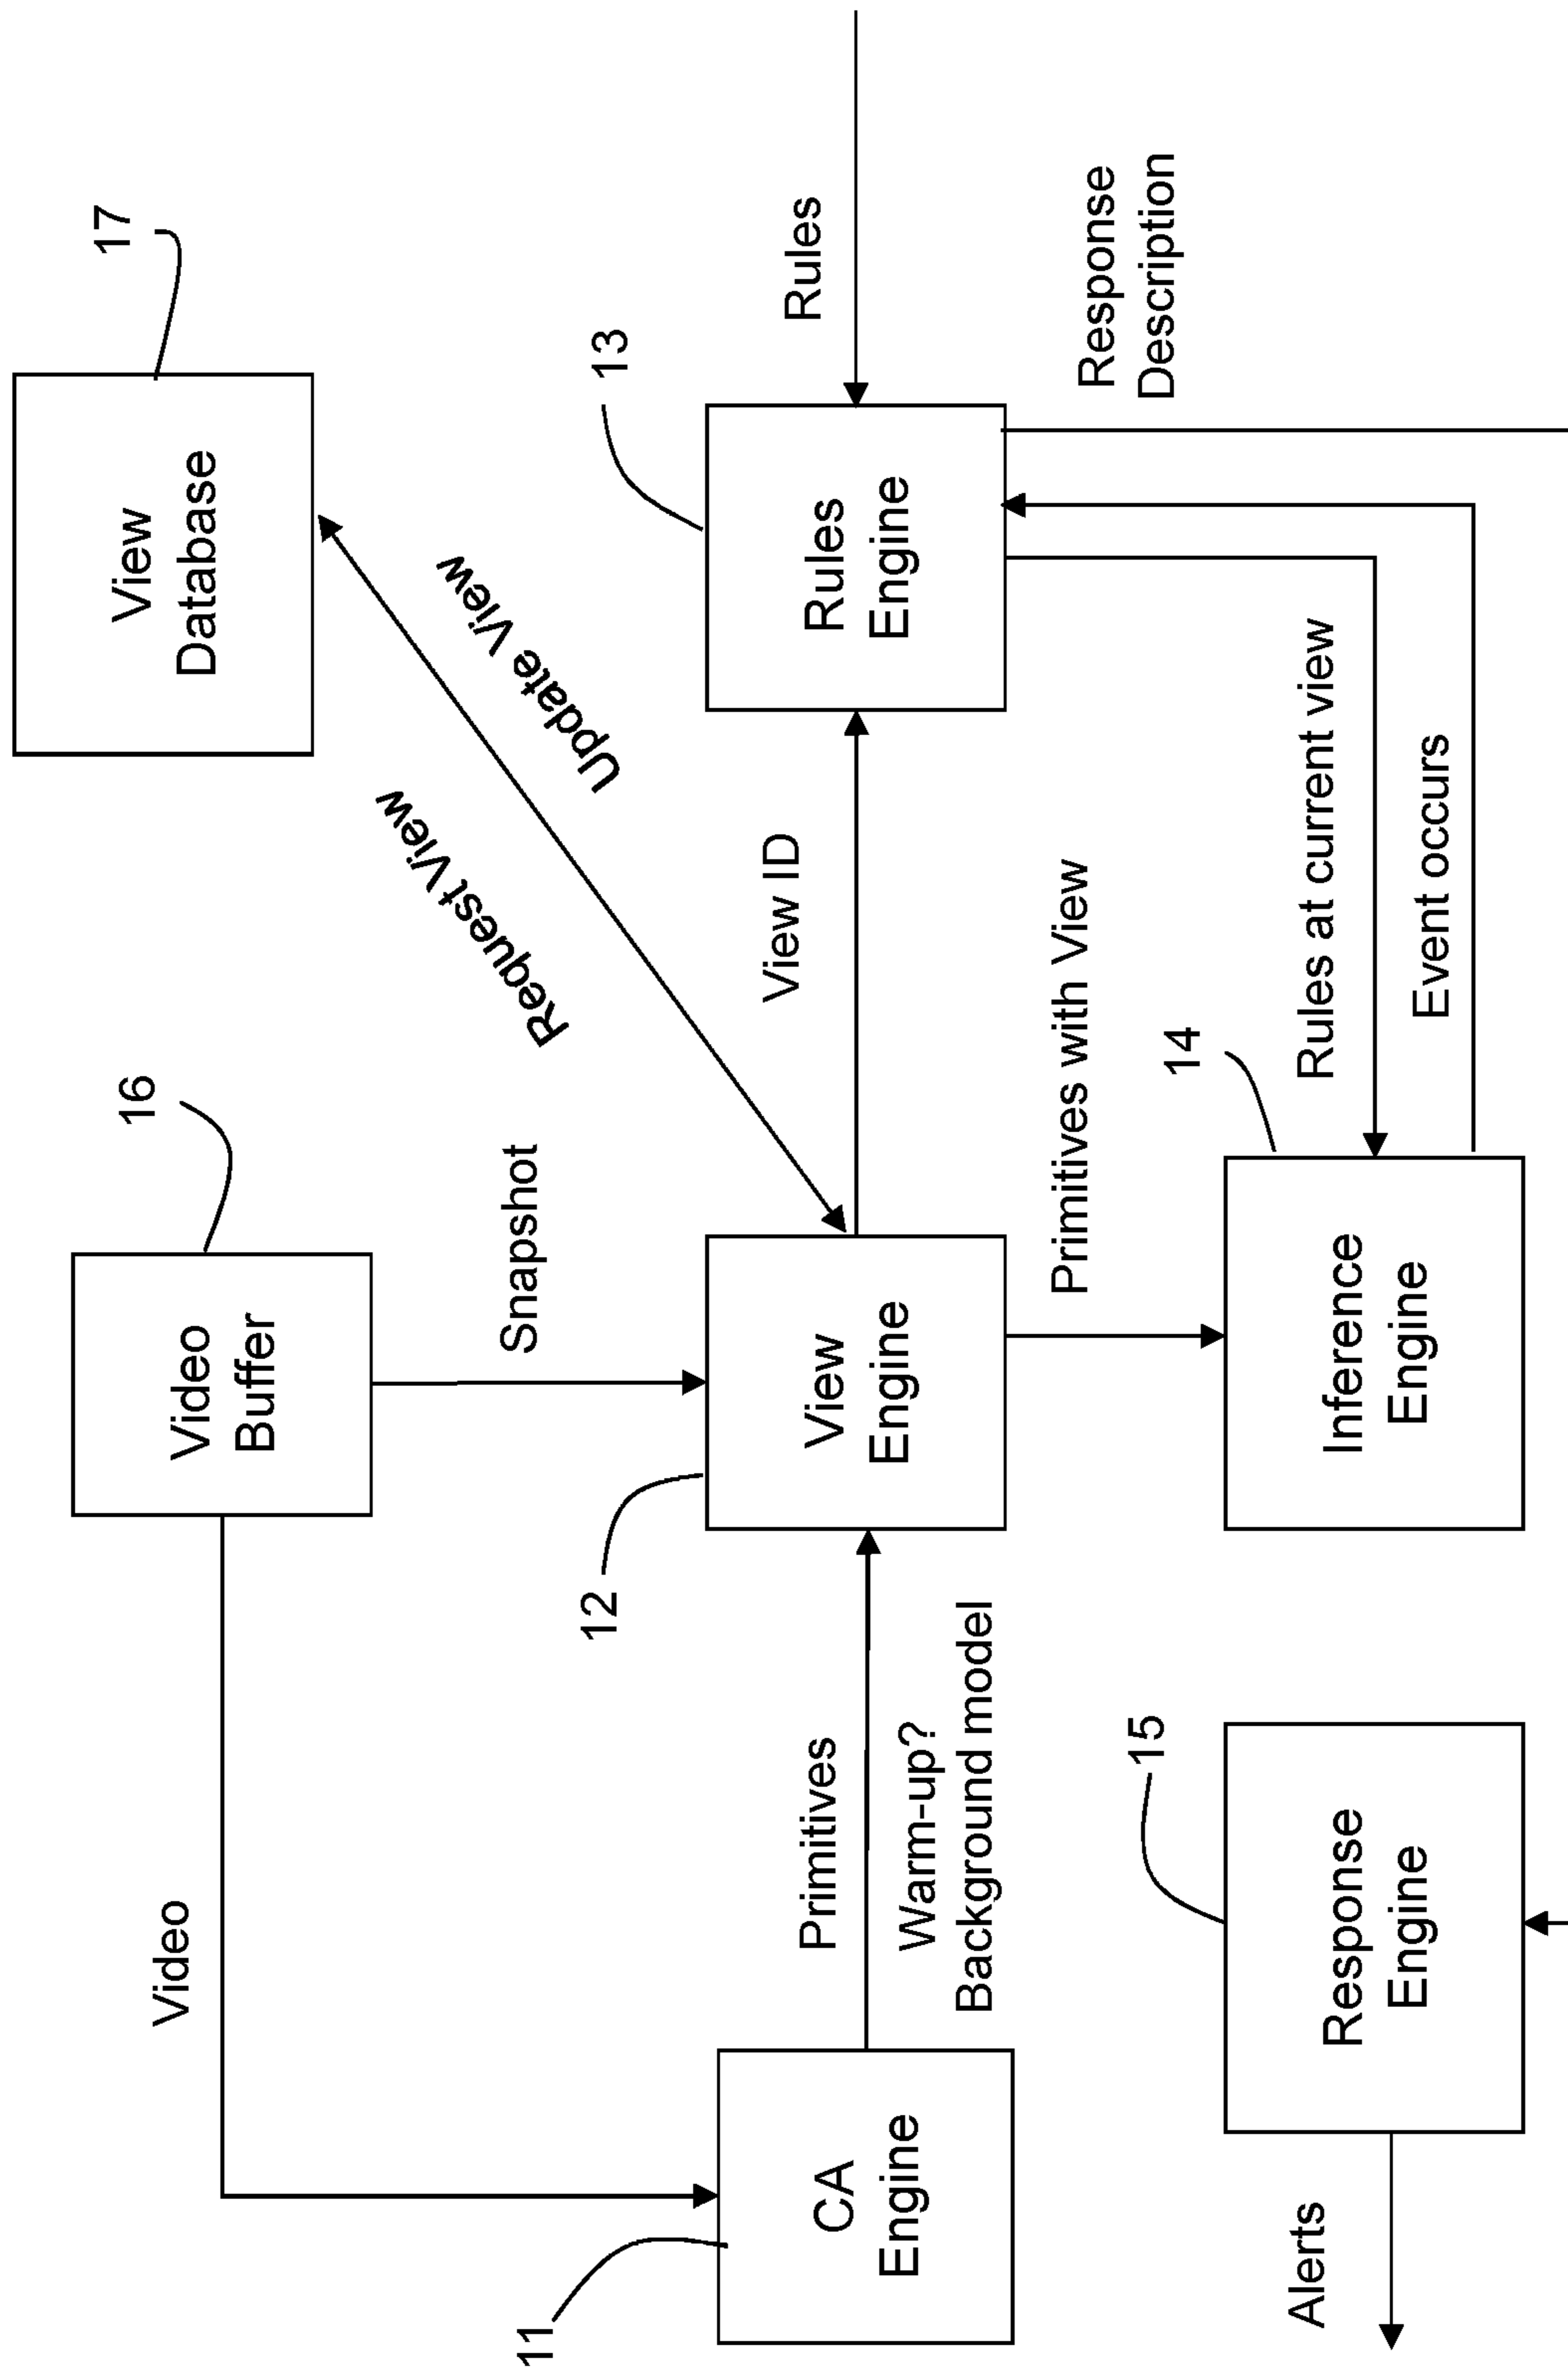 17
View
Database
16
Video
Buffer
Video
Snapshot
Request View
Update View
13
Rules
Rules
Engine
View ID
12
View
Engine
Primitives
Warm-up?
Background model
11
CA
Engine
Response
Description
Primitives with View
14
Inference
Engine
Rules at current view
Event occurs
15
Response
Engine
Alerts